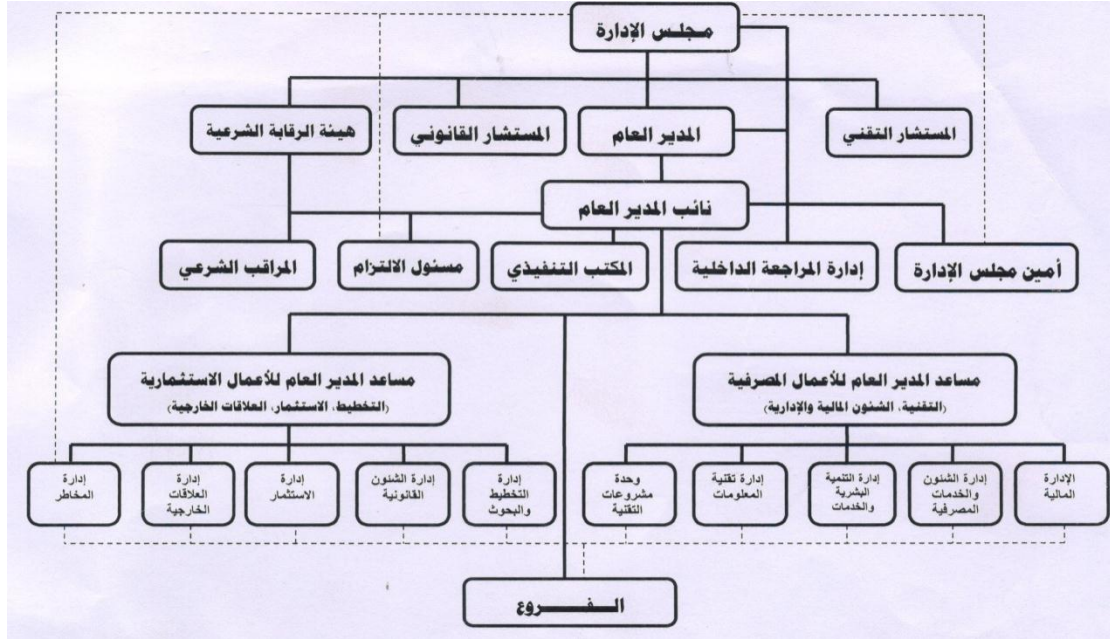 مجلس الإدارة
المستشار التقني
المدير العام
المستشار القانوني
هيئة الرقابة الشرعية
نائب المدير العام
أمين مجلس الإدارة
إدارة المراجعة الداخلية
المكتب التنفيذي
مسئول الالتزام
المراقب الشرعي
مساعد المدير العام للأعمال المصرفية
(التقنية، الشئون المالية والإدارية)
مساعد المدير العام للأعمال الاستثمارية
(التخطيط، الاستثمار، العلاقات الخارجية)
الإدارة
المالية
إدارة الشئون
والخدمات
المصرفية
إدارة التنمية
البشرية
والخدمات
إدارة تقنية
المعلومات
وحدة
مشروعات
التقنية
إدارة
التخطيط
والبحوث
إدارة الشئون
القانونية
إدارة
الاستثمار
إدارة
العلاقات
الخارجية
إدارة
المخاطر
الفروع